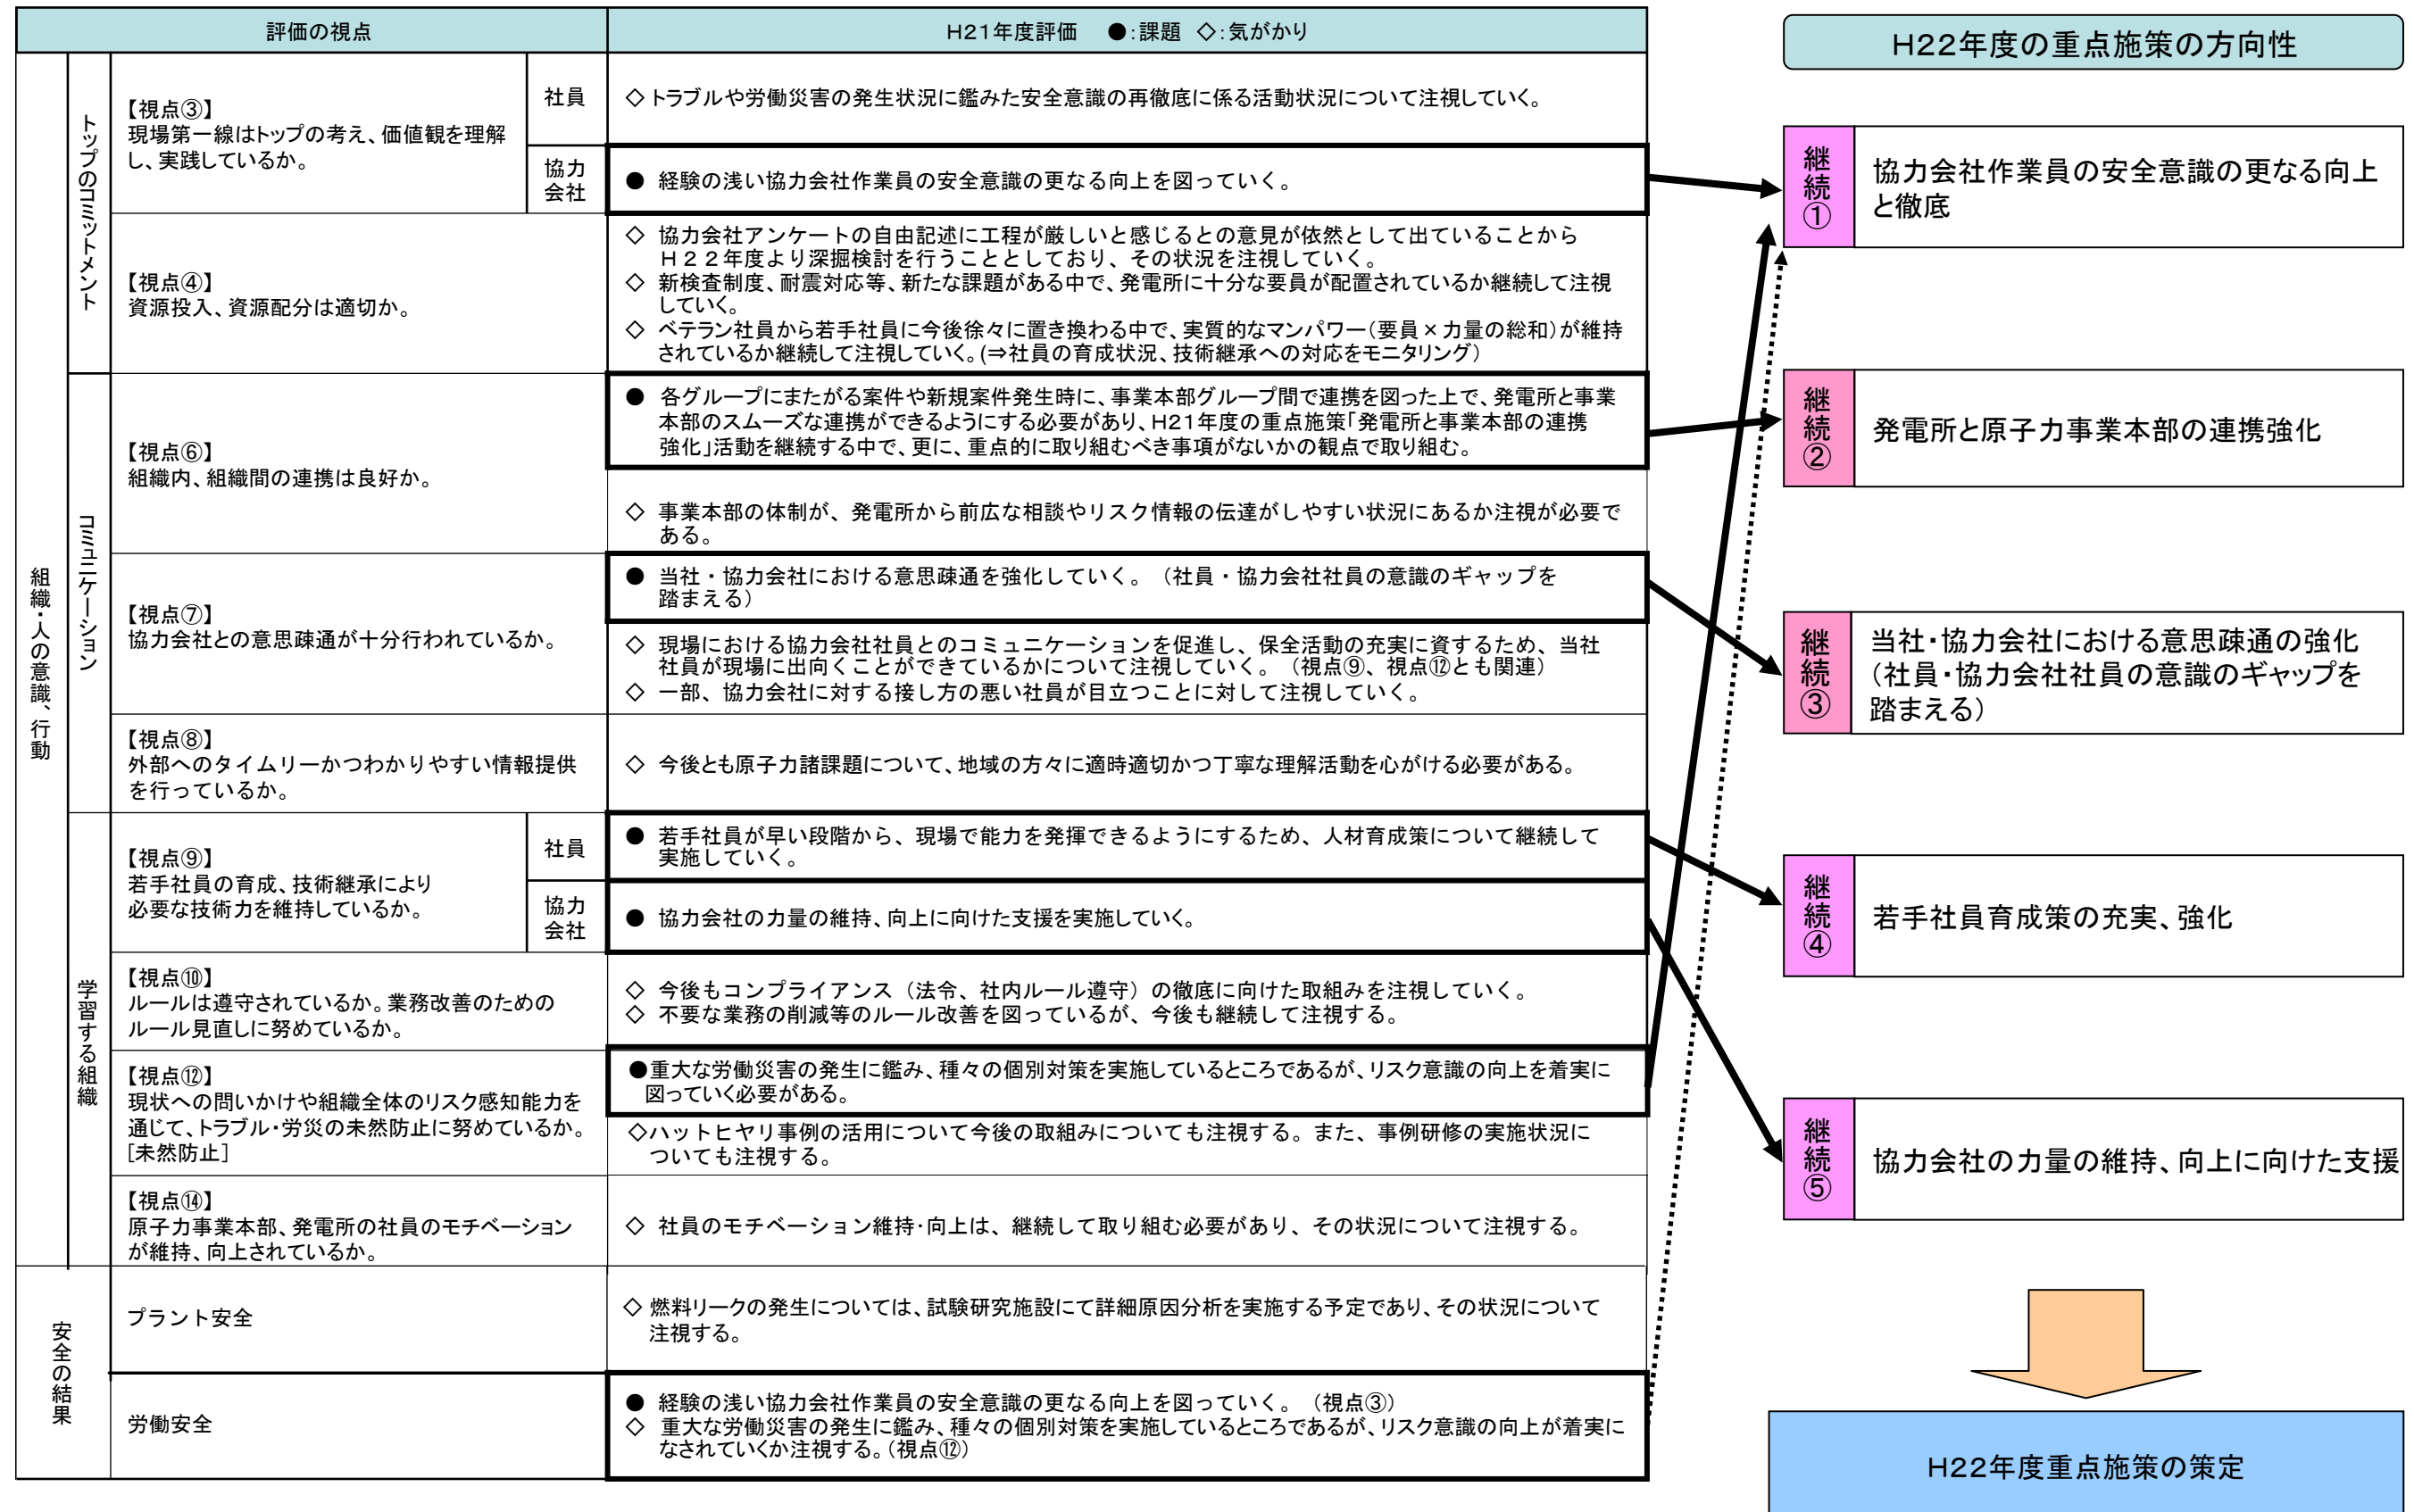 評価の視点
H21年度評価 ●:課題 ◇:気がかり
H22年度の重点施策の方向性
組織・人の意識、行動
トップのコミットメント
【視点③】
現場第一線はトップの考え、価値観を理解
し、実践しているか。
社員
◇ トラブルや労働災害の発生状況に鑑みた安全意識の再徹底に係る活動状況について注視していく。
協力
会社
● 経験の浅い協力会社作業員の安全意識の更なる向上を図っていく。
【視点④】
資源投入、資源配分は適切か。
◇ 協力会社アンケートの自由記述に工程が厳しいと感じるとの意見が依然として出ていることから
H22年度より深掘検討を行うこととしており、その状況を注視していく。
◇ 新検査制度、耐震対応等、新たな課題がある中で、発電所に十分な要員が配置されているか継続して注視
していく。
◇ ベテラン社員から若手社員に今後徐々に置き換わる中で、実質的なマンパワー(要員×力量の総和)が維持
されているか継続して注視していく。(⇒社員の育成状況、技術継承への対応をモニタリング)
コミュニケーション
【視点⑥】
組織内、組織間の連携は良好か。
● 各グループにまたがる案件や新規案件発生時に、事業本部グループ間で連携を図った上で、発電所と事業
本部のスムーズな連携ができるようにする必要があり、H21年度の重点施策「発電所と事業本部の連携
強化」活動を継続する中で、更に、重点的に取り組むべき事項がないかの観点で取り組む。
◇ 事業本部の体制が、発電所から前広な相談やリスク情報の伝達がしやすい状況にあるか注視が必要で
ある。
【視点⑦】
協力会社との意思疎通が十分行われているか。
● 当社・協力会社における意思疎通を強化していく。(社員・協力会社社員の意識のギャップを
踏まえる)
◇ 現場における協力会社社員とのコミュニケーションを促進し、保全活動の充実に資するため、当社
社員が現場に出向くことができているかについて注視していく。(視点⑨、視点⑫とも関連)
◇ 一部、協力会社に対する接し方の悪い社員が目立つことに対して注視していく。
【視点⑧】
外部へのタイムリーかつわかりやすい情報提供
を行っているか。
◇ 今後とも原子力諸課題について、地域の方々に適時適切かつ丁寧な理解活動を心がける必要がある。
学習する組織
【視点⑨】
若手社員の育成、技術継承により
必要な技術力を維持しているか。
社員
● 若手社員が早い段階から、現場で能力を発揮できるようにするため、人材育成策について継続して
実施していく。
協力
会社
● 協力会社の力量の維持、向上に向けた支援を実施していく。
【視点⑩】
ルールは遵守されているか。業務改善のための
ルール見直しに努めているか。
◇ 今後もコンプライアンス(法令、社内ルール遵守)の徹底に向けた取組みを注視していく。
◇ 不要な業務の削減等のルール改善を図っているが、今後も継続して注視する。
【視点⑫】
現状への問いかけや組織全体のリスク感知能力を
通じて、トラブル・労災の未然防止に努めているか。
[未然防止]
●重大な労働災害の発生に鑑み、種々の個別対策を実施しているところであるが、リスク意識の向上を着実に
図っていく必要がある。
◇ハットヒヤリ事例の活用について今後の取組みについても注視する。また、事例研修の実施状況に
ついても注視する。
【視点⑭】
原子力事業本部、発電所の社員のモチベーション
が維持、向上されているか。
◇ 社員のモチベーション維持・向上は、継続して取り組む必要があり、その状況について注視する。
安全の結果
プラント安全
◇ 燃料リークの発生については、試験研究施設にて詳細原因分析を実施する予定であり、その状況について
注視する。
労働安全
● 経験の浅い協力会社作業員の安全意識の更なる向上を図っていく。(視点③)
◇ 重大な労働災害の発生に鑑み、種々の個別対策を実施しているところであるが、リスク意識の向上が着実に
なされていくか注視する。(視点⑫)
継続①
協力会社作業員の安全意識の更なる向上
と徹底
継続②
発電所と原子力事業本部の連携強化
継続③
当社・協力会社における意思疎通の強化
(社員・協力会社社員の意識のギャップを
踏まえる)
継続④
若手社員育成策の充実、強化
継続⑤
協力会社の力量の維持、向上に向けた支援
H22年度重点施策の策定